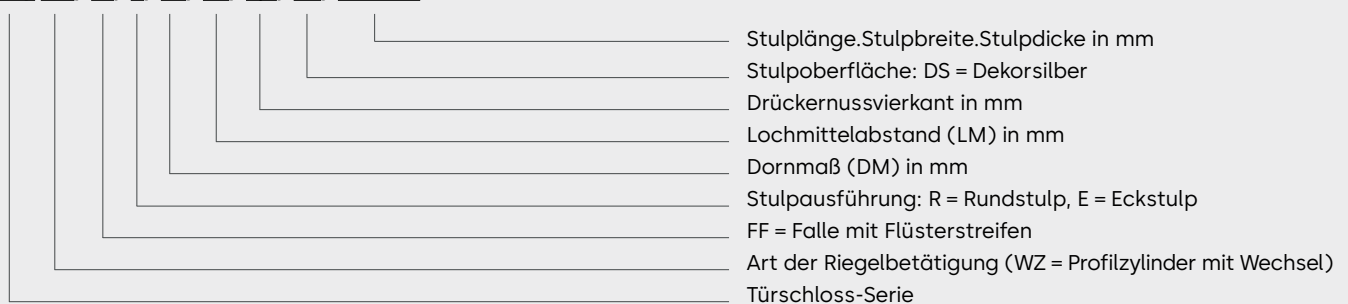 Stulplänge.Stulpbreite.Stulpdicke in mm
Stulpoberfläche: DS = Dekorsilber
Drückernussvierkant in mm
Lochmittelabstand (LM) in mm
Dornmaß (DM) in mm
Stulpausführung: R = Rundstulp, E = Eckstulp
FF = Falle mit Flüsterstreifen
Art der Riegelbetätigung (WZ = Profilzylinder mit Wechsel)
Türschloss-Serie